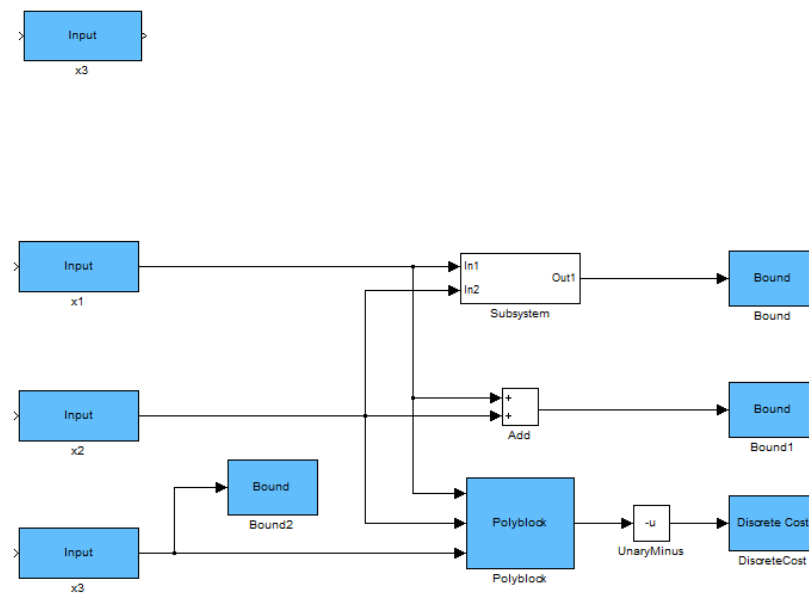 Input
x3
Input
x1
In1
In2
Out1
Subsystem
Bound
Bound
Input
x2
+
+
Add
Bound
Bound1
Bound
Bound2
Input
x3
Polyblock
Polyblock
-u
UnaryMinus
Discrete Cost
DiscreteCost